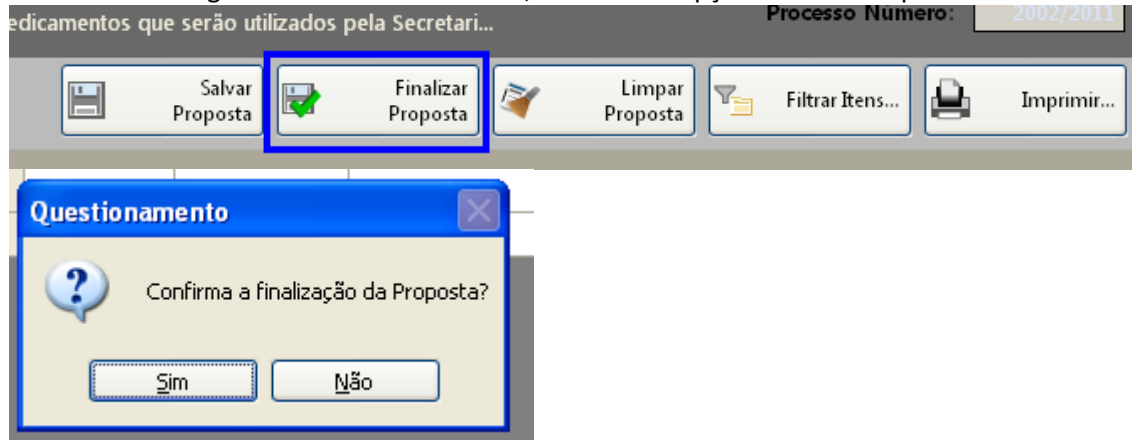 edicamentos que serão utilizados pela Secretari...
Processo Número: 2002/2011
Salvar
Proposta
Finalizar
Proposta
Limpar
Proposta
Filtrar Itens...
Imprimir...
Questionamento
Confirma a finalização da Proposta?
Sim
Não